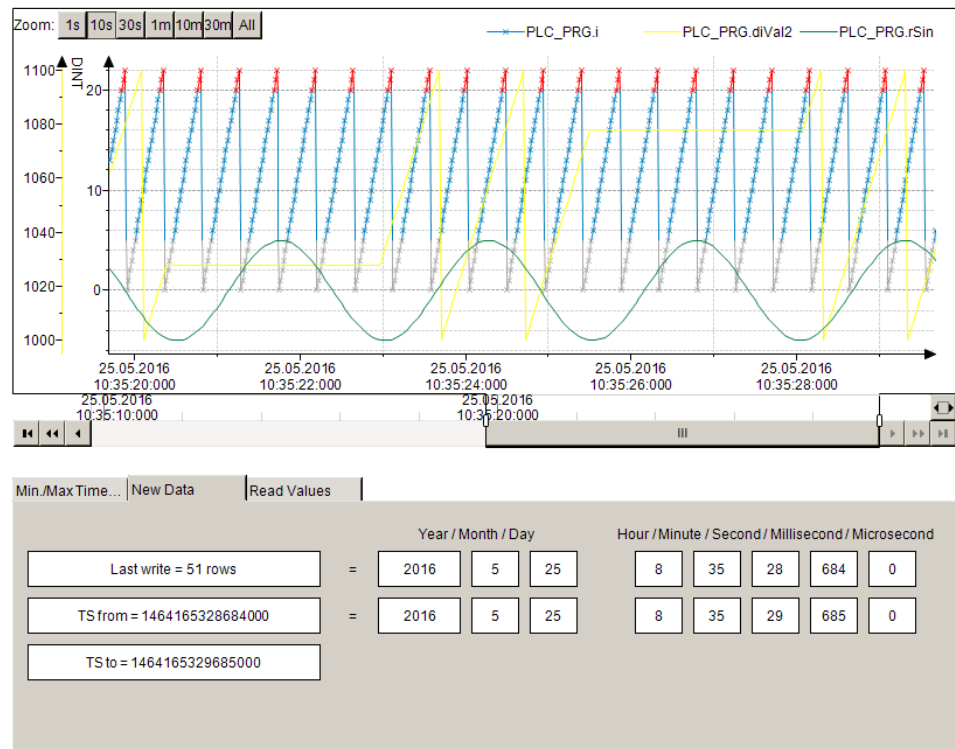 Zoom: 1s 10s 30s 1m 10m 30m All
PLC_PRG.i PLC_PRG.diVal2 PLC_PRG.rSin
1100
1080
1060
1040
1020
1000
DINT
20
10
0
25.05.2016 25.05.2016 25.05.2016 25.05.2016 25.05.2016
10:35:20:000 10:35:22:000 10:35:24:000 10:35:26:000 10:35:28:000
25.05.2016 25.05.2016
10:35:10:000 10:35:20:000
Min./Max Time... New Data Read Values
Year / Month / Day Hour / Minute / Second / Millisecond / Microsecond
Last write = 51 rows = 2016 5 25 8 35 28 684 0
TS from = 1464165328684000 = 2016 5 25 8 35 29 685 0
TS to = 1464165329685000